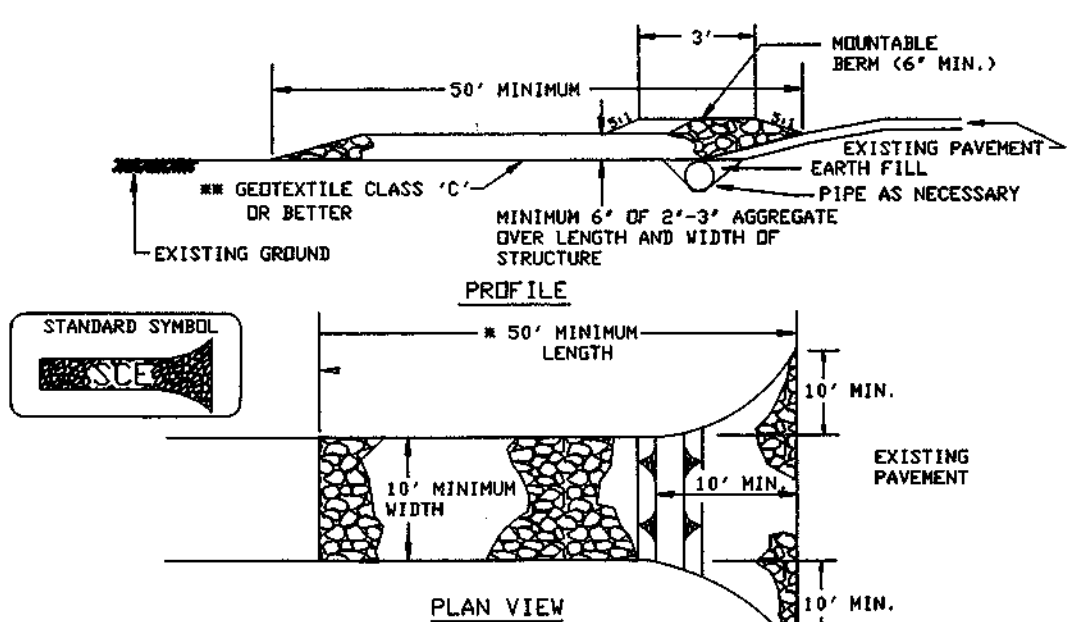 3'
MOUNTABLE
BERM (6" MIN.)
50' MINIMUM
5:1
5:1
EXISTING PAVEMENT
EARTH FILL
** GEOTEXTILE CLASS 'C'
OR BETTER
PIPE AS NECESSARY
MINIMUM 6" OF 2"-3" AGGREGATE
OVER LENGTH AND WIDTH OF
STRUCTURE
EXISTING GROUND
PROFILE
STANDARD SYMBOL
SCE
* 50' MINIMUM
LENGTH
10' MIN.
EXISTING
PAVEMENT
10' MINIMUM
WIDTH
10' MIN.
PLAN VIEW
10' MIN.